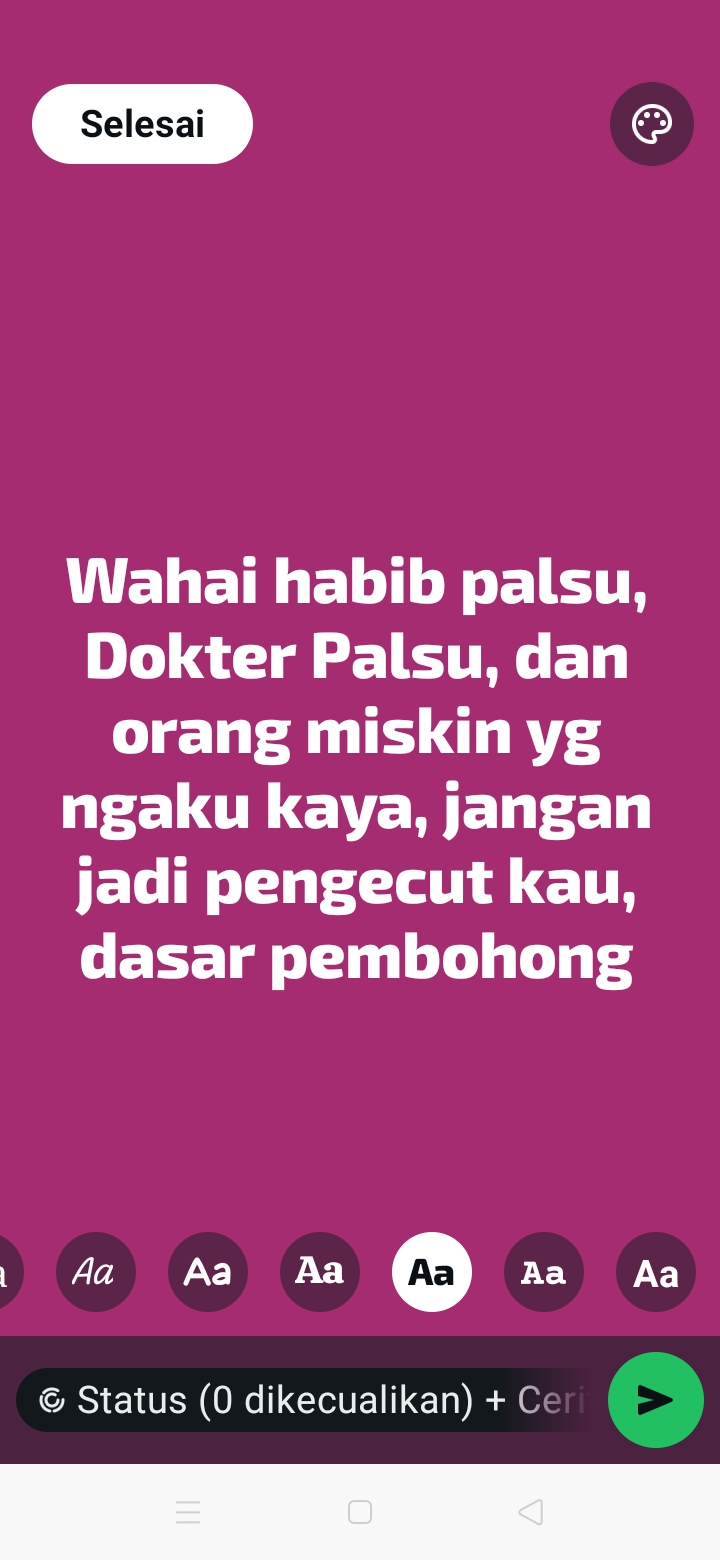 Selesai
Wahai habib palsu,
Dokter Palsu, dan
orang miskin yg
ngaku kaya, jangan
jadi pengecut kau,
dasar pembohong
a Aa Aa Aa Aa Aa Aa
Status (0 dikecualikan) + Ceri